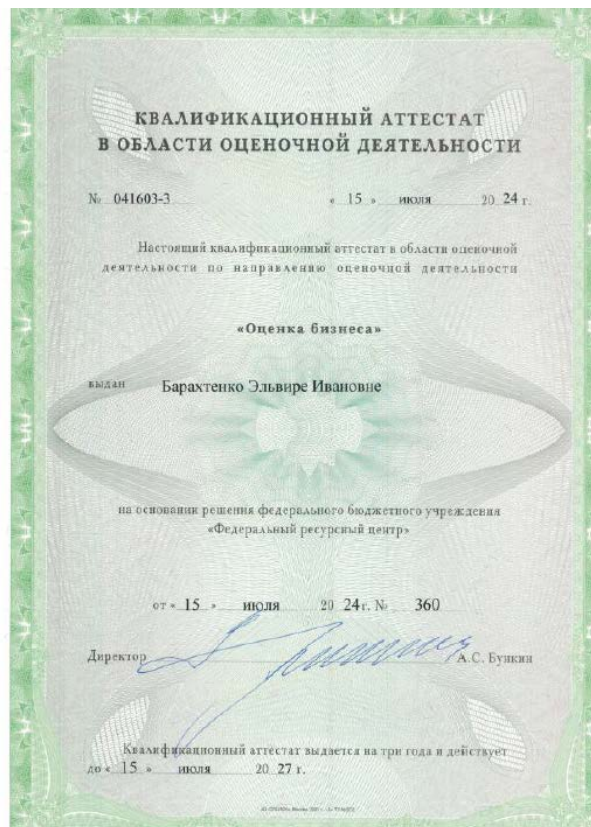 КВАЛИФИКАЦИОННЫЙ АТТЕСТАТ
В ОБЛАСТИ ОЦЕНОЧНОЙ ДЕЯТЕЛЬНОСТИ
№ 041603-3 « 15 » июля 20 24 г.
Настоящий квалификационный аттестат в области оценочной
деятельности по направлению оценочной деятельности
«Оценка бизнеса»
выдан Барахтенко Эльвире Ивановне
на основании решения федерального бюджетного учреждения
«Федеральный ресурсный центр»
от « 15 » июля 20 24 г. № 360
Директор А.С. Бункин
Квалификационный аттестат выдается на три года и действует
до « 15 » июля 20 27 г.